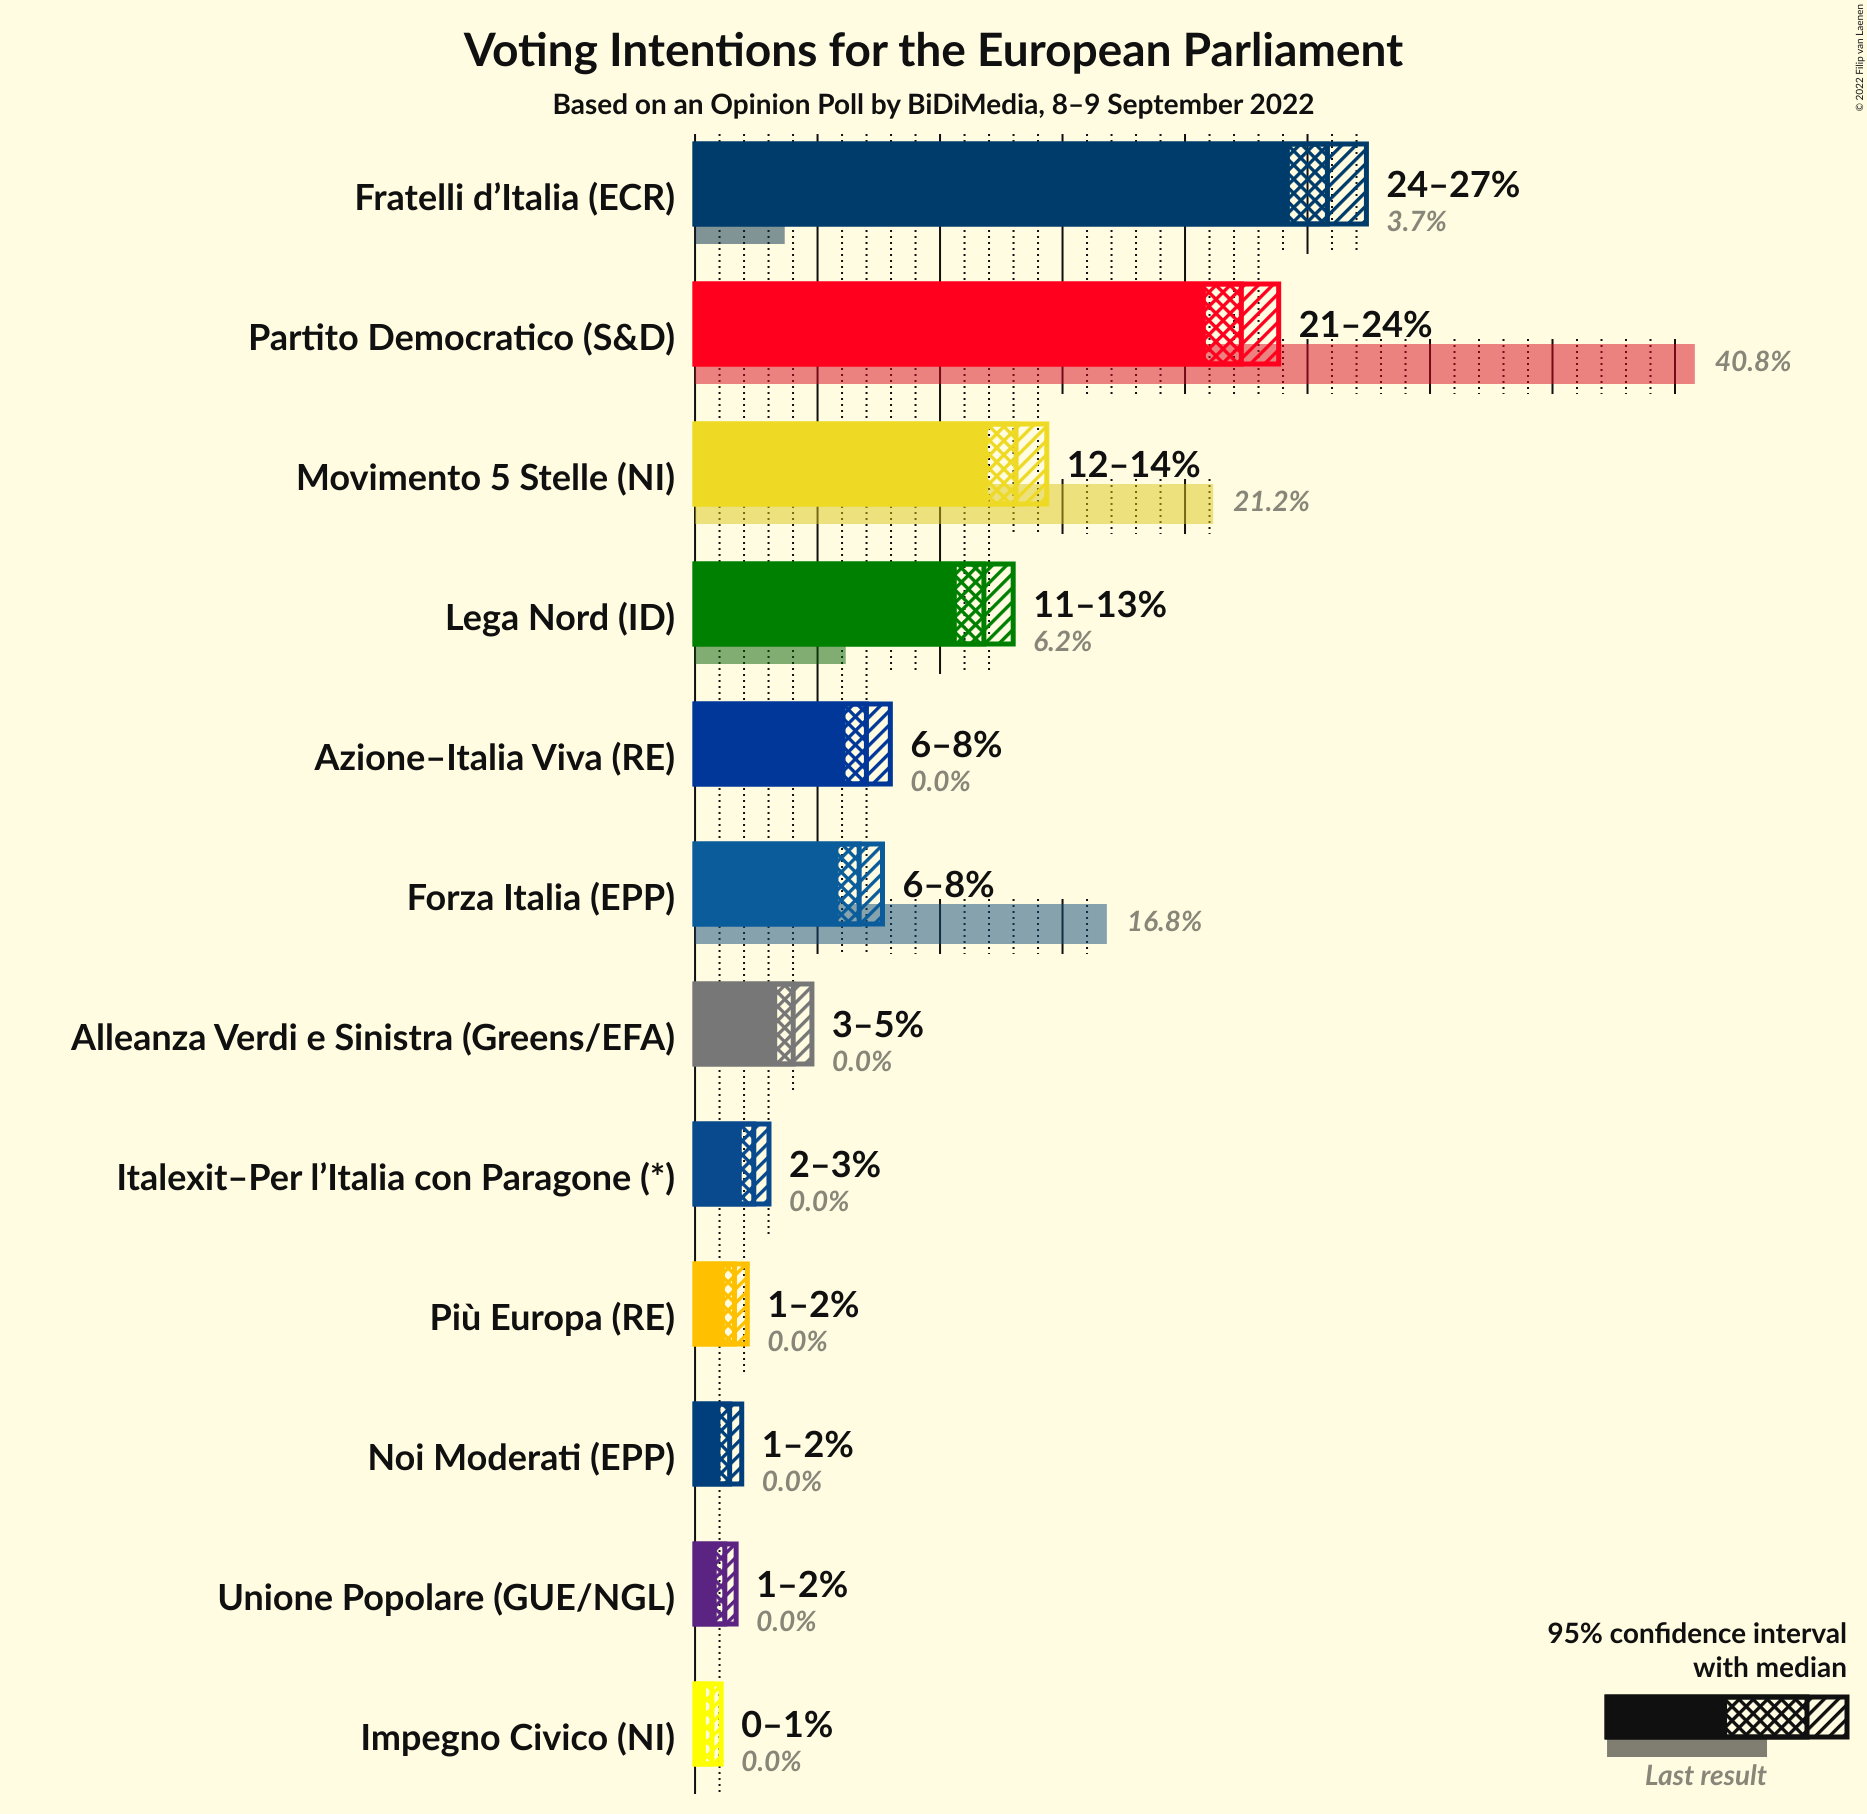 Voting Intentions for the European Parliament
Based on an Opinion Poll by BiDiMedia, 8–9 September 2022
© 2022 Filip van Laenen
Fratelli d’Italia (ECR)
24–27%
3.7%
Partito Democratico (S&D)
21–24%
40.8%
Movimento 5 Stelle (NI)
12–14%
21.2%
Lega Nord (ID)
11–13%
6.2%
Azione–Italia Viva (RE)
6–8%
0.0%
Forza Italia (EPP)
6–8%
16.8%
Alleanza Verdi e Sinistra (Greens/EFA)
3–5%
0.0%
Italexit–Per l’Italia con Paragone (*)
2–3%
0.0%
Più Europa (RE)
1–2%
0.0%
Noi Moderati (EPP)
1–2%
0.0%
Unione Popolare (GUE/NGL)
1–2%
0.0%
Impegno Civico (NI)
0–1%
0.0%
95% confidence interval
with median
Last result